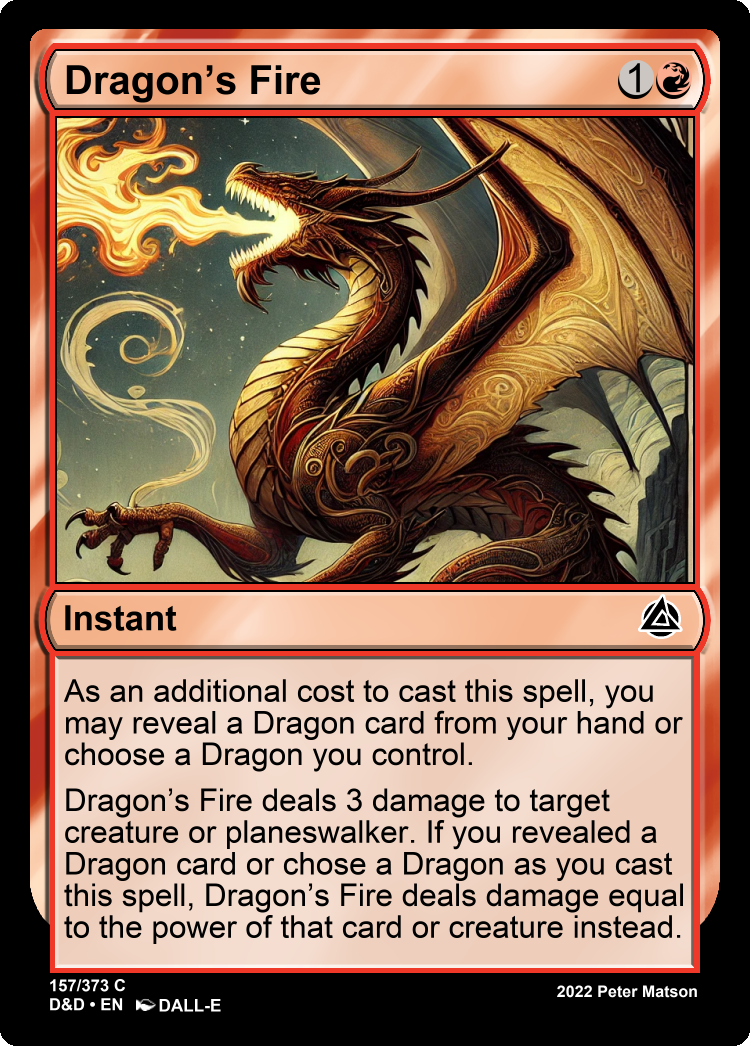 Dragon’s Fire 1
Instant
As an additional cost to cast this spell, you
may reveal a Dragon card from your hand or
choose a Dragon you control.
Dragon’s Fire deals 3 damage to target
creature or planeswalker. If you revealed a
Dragon card or chose a Dragon as you cast
this spell, Dragon’s Fire deals damage equal
to the power of that card or creature instead.
157/373 C
D&D • EN DALL-E
2022 Peter Matson